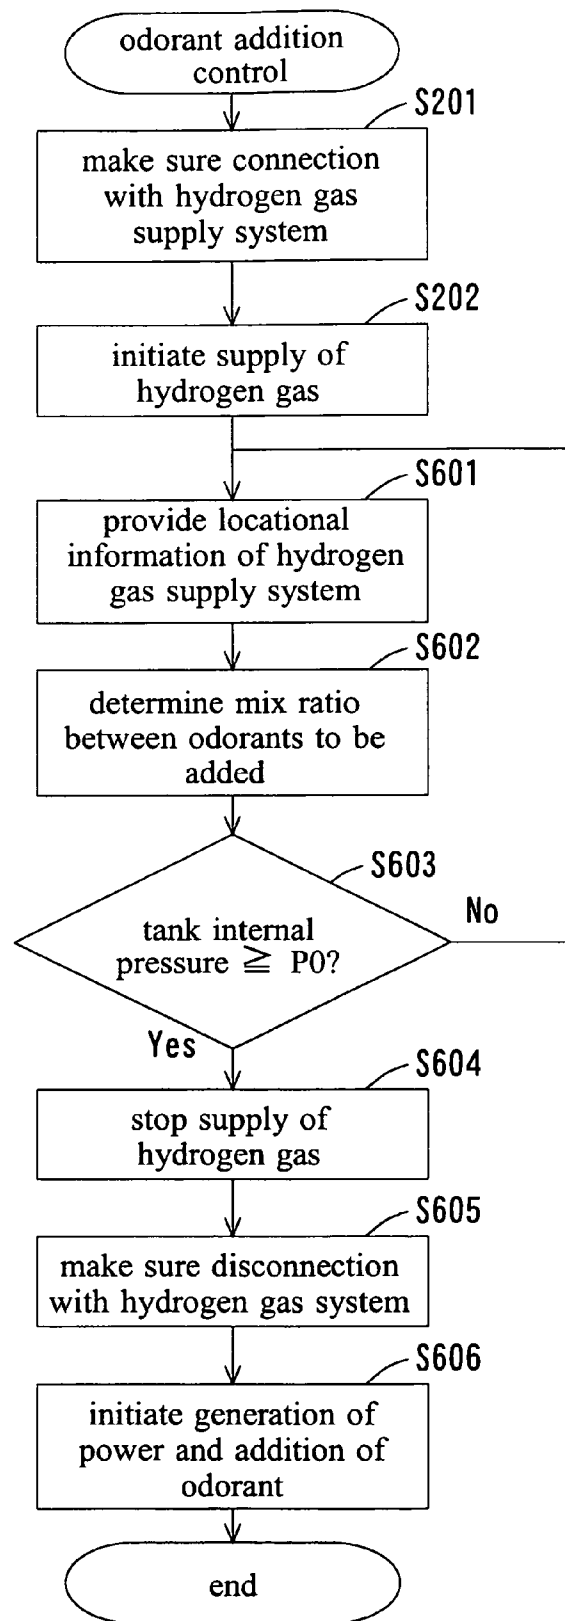 odorant addition
control
S201
make sure connection
with hydrogen gas
supply system
S202
initiate supply of
hydrogen gas
S601
provide locational
information of hydrogen
gas supply system
S602
determine mix ratio
between odorants to be
added
S603
tank internal
pressure ≧ P0?
No
Yes
S604
stop supply of
hydrogen gas
S605
make sure disconnection
with hydrogen gas system
S606
initiate generation of
power and addition of
odorant
end